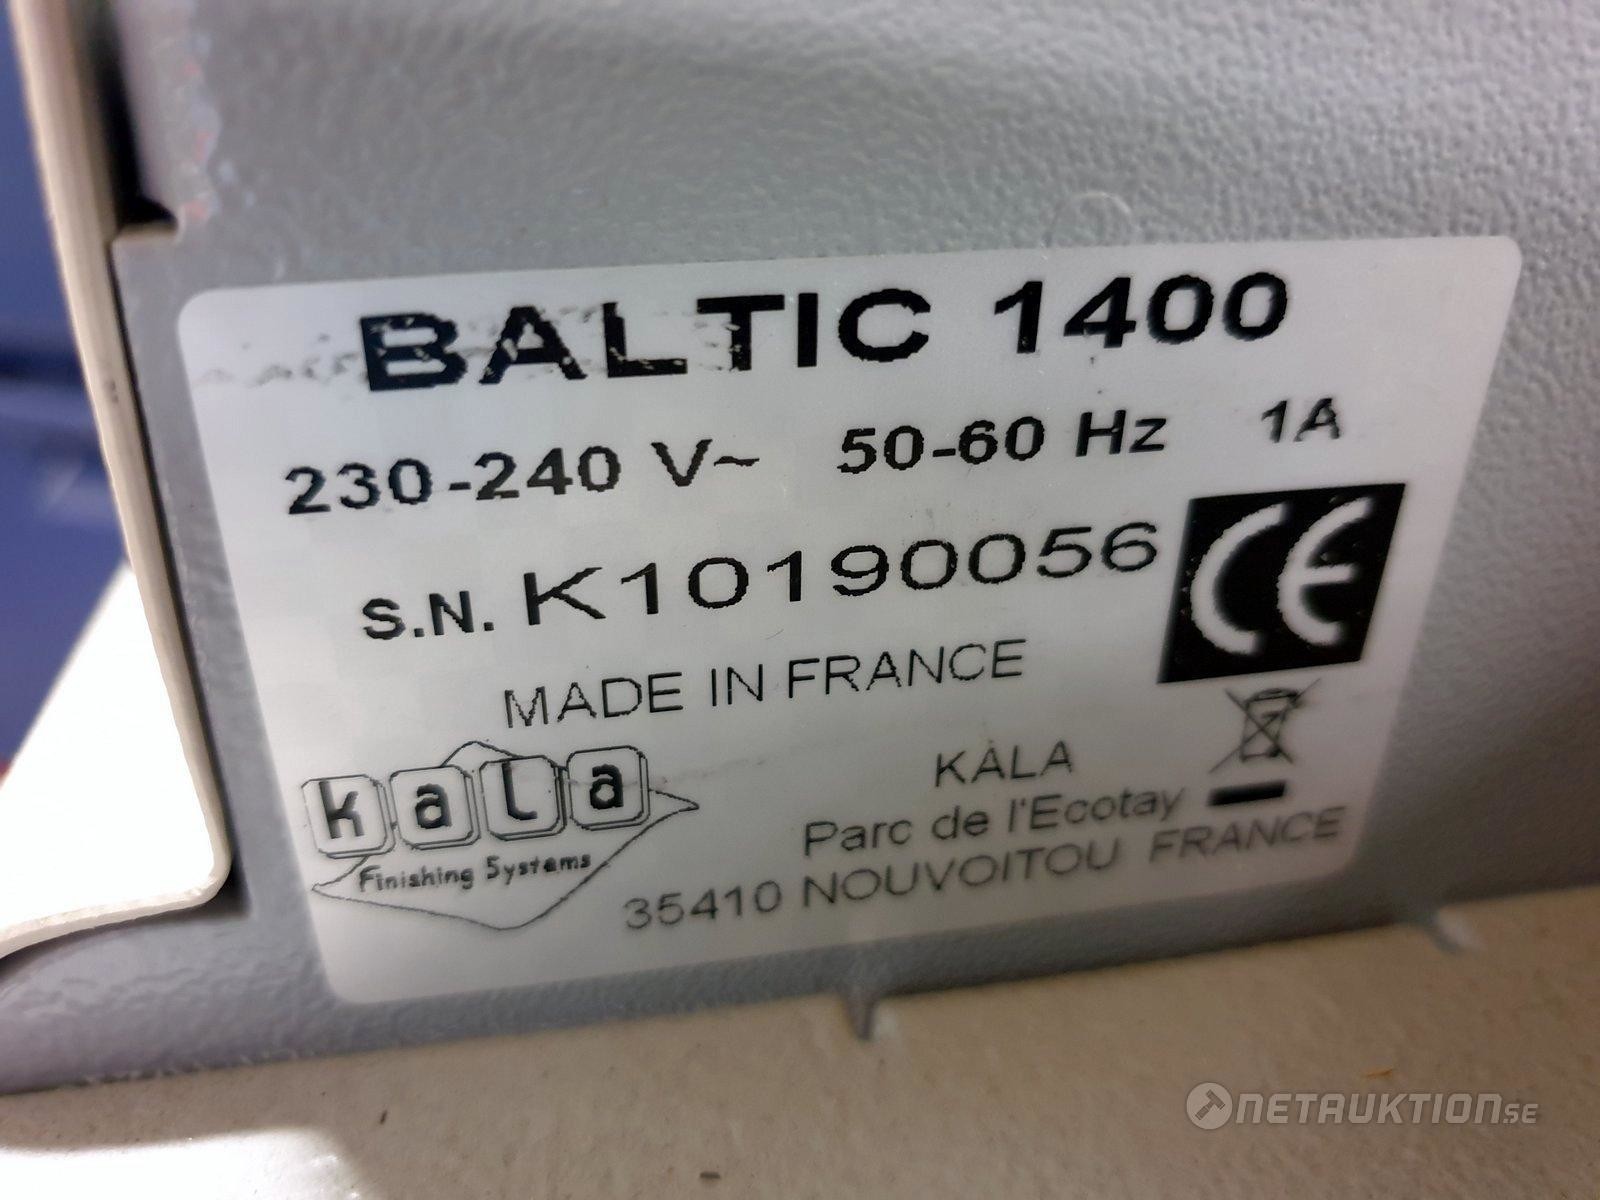 BALTIC 1400
230-240 V~ 50-60 Hz 1A
S.N. K10190056
CE
MADE IN FRANCE
kala
Finishing Systems
KALA
Parc de l'Ecotay
35410 NOUVOITOU FRANCE
NETAUKTION.SE